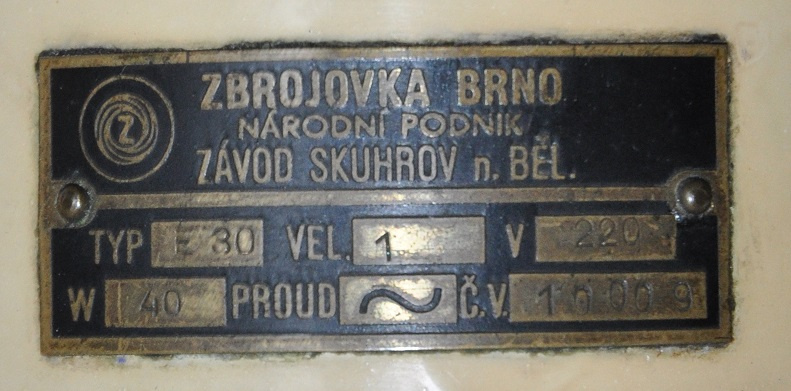 Z
ZBROJOVKA BRNO
NÁRODNÍ PODNIK
ZÁVOD SKUHROV n. BĚL.
TYP E 30 VEL. 1 V 220
W 40 PROUD ~ Č.V. 10009